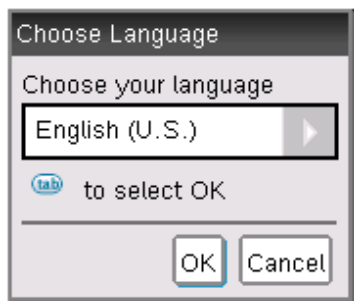 Choose Language
Choose your language
English (U.S.)
tab to select OK
OK Cancel